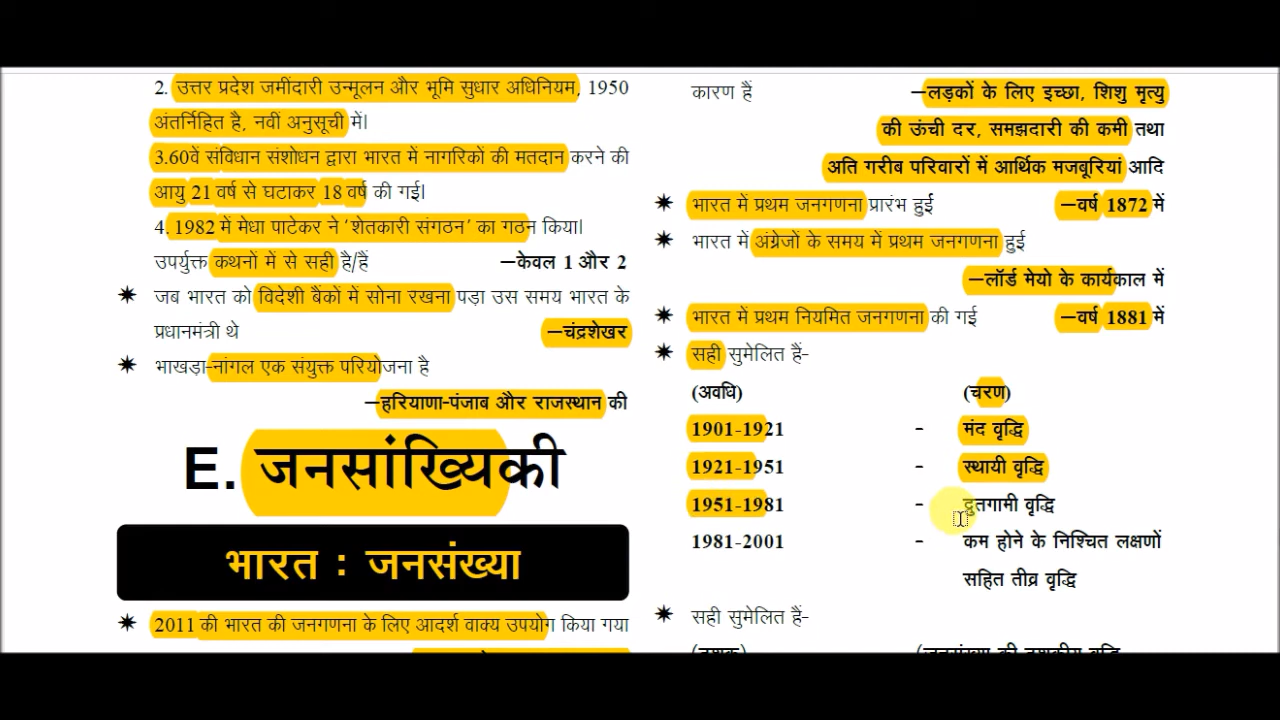 2. उत्तर प्रदेश जमींदारी उन्मूलन और भूमि सुधार अधिनियम, 1950
अंतर्निहित है, नवीं अनुसूची में।
3.60वें संविधान संशोधन द्वारा भारत में नागरिकों की मतदान करने की
आयु 21 वर्ष से घटाकर 18 वर्ष की गई।
4. 1982 में मेधा पाटेकर ने 'शेतकारी संगठन' का गठन किया।
उपर्युक्त कथनों में से सही है/हैं –केवल 1 और 2
✷ जब भारत को विदेशी बैंकों में सोना रखना पड़ा उस समय भारत के
प्रधानमंत्री थे –चंद्रशेखर
✷ भाखड़ा-नांगल एक संयुक्त परियोजना है
–हरियाणा-पंजाब और राजस्थान की
E. जनसांख्यिकी
भारत : जनसंख्या
✷ 2011 की भारत की जनगणना के लिए आदर्श वाक्य उपयोग किया गया
कारण हैं –लड़कों के लिए इच्छा, शिशु मृत्यु
की ऊंची दर, समझदारी की कमी तथा
अति गरीब परिवारों में आर्थिक मजबूरियां आदि
✷ भारत में प्रथम जनगणना प्रारंभ हुई –वर्ष 1872 में
✷ भारत में अंग्रेजों के समय में प्रथम जनगणना हुई
–लॉर्ड मेयो के कार्यकाल में
✷ भारत में प्रथम नियमित जनगणना की गई –वर्ष 1881 में
✷ सही सुमेलित हैं-
(अवधि) (चरण)
1901-1921 - मंद वृद्धि
1921-1951 - स्थायी वृद्धि
1951-1981 - द्रुतगामी वृद्धि
1981-2001 - कम होने के निश्चित लक्षणों
सहित तीव्र वृद्धि
✷ सही सुमेलित हैं-